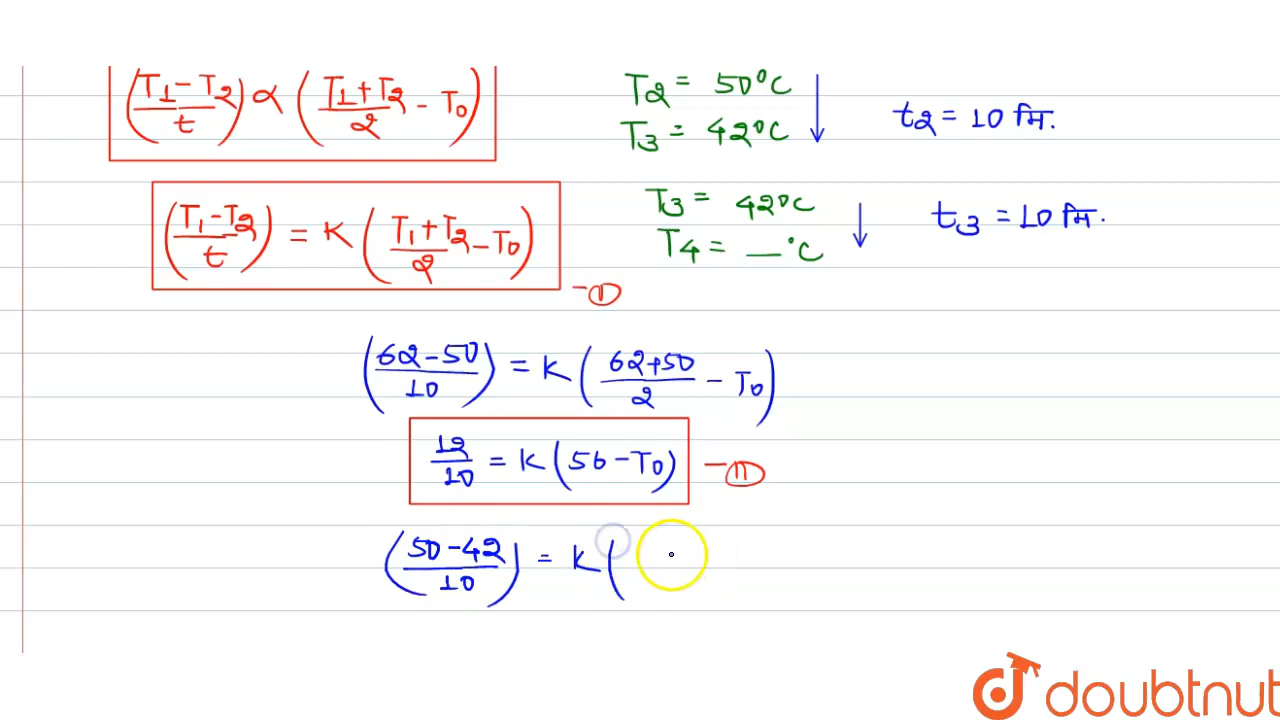 (T1 - T2 / t) ∝ (T1 + T2 / 2 - T0)
T2 = 50°C
T3 = 42°C
t2 = 10 मि.
(T1 - T2 / t) = K (T1 + T2 / 2 - T0) - ①
T3 = 42°C
T4 = __°C
t3 = 10 मि.
(62 - 50 / 10) = K (62+50 / 2 - T0)
12/10 = K (56 - T0) - ⑪
(50 - 42 / 10) = K (
doubtnut